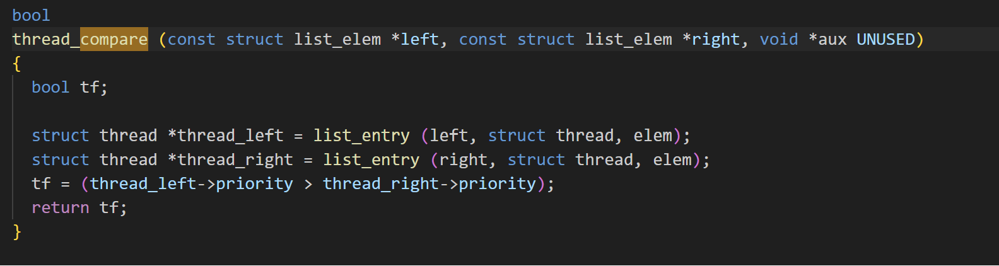 bool
thread_compare (const struct list_elem *left, const struct list_elem *right, void *aux UNUSED)
{
  bool tf;

  struct thread *thread_left = list_entry (left, struct thread, elem);
  struct thread *thread_right = list_entry (right, struct thread, elem);
  tf = (thread_left->priority > thread_right->priority);
  return tf;
}